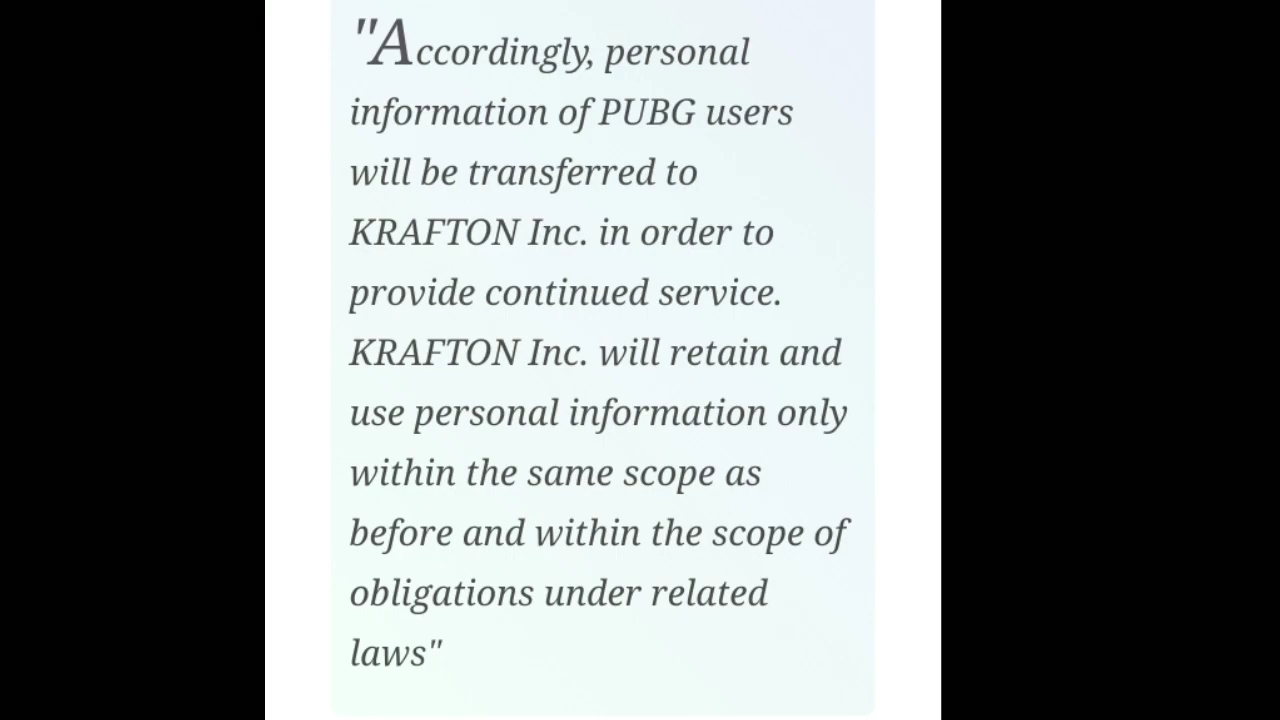 "Accordingly, personal
information of PUBG users
will be transferred to
KRAFTON Inc. in order to
provide continued service.
KRAFTON Inc. will retain and
use personal information only
within the same scope as
before and within the scope of
obligations under related
laws"